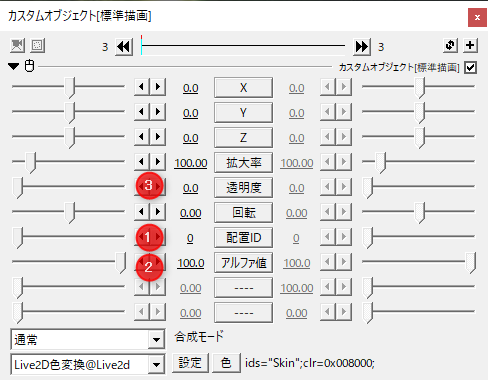 カスタムオブジェクト[標準描画]
x
3 3
カスタムオブジェクト[標準描画]
0.0 X 0.0
0.0 Y 0.0
0.0 Z 0.0
100.00 拡大率 100.00
3 0.0 透明度 0.0
0.00 回転 0.00
1 0 配置ID 0
2 100.0 アルファ値 100.0
0.00 ---- 100.00
0.00 ---- 0.00
通常 合成モード
Live2D色変換@Live2d 設定 色 ids="Skin";clr=0x008000;